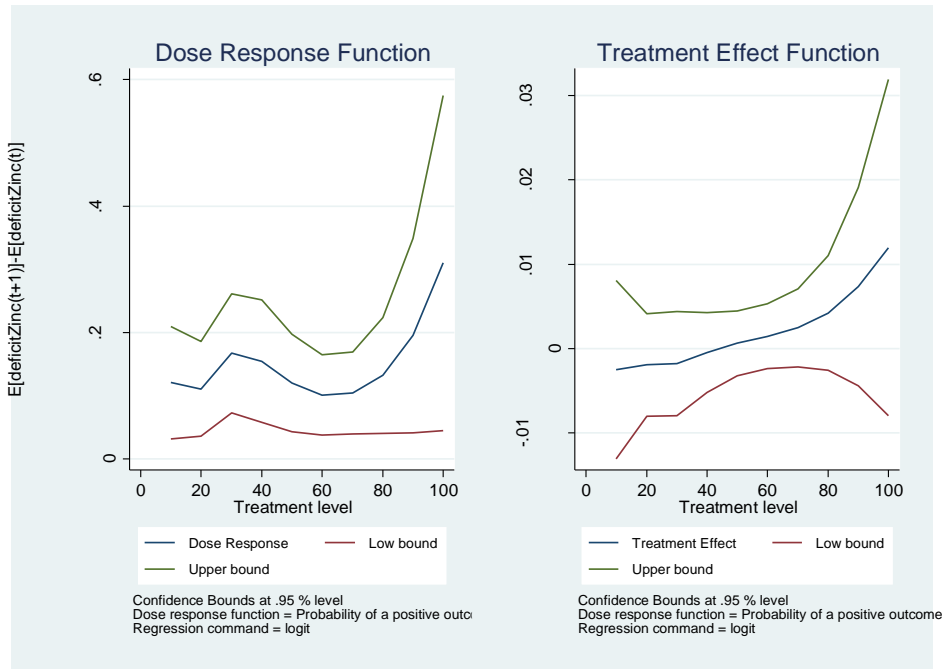 Dose Response Function
E[deficitZinc(t+1)]-E[deficitZinc(t)]
.6
.4
.2
0
0 20 40 60 80 100
Treatment level
Dose Response Low bound
Upper bound
Confidence Bounds at .95 % level
Dose response function = Probability of a positive outco
Regression command = logit
Treatment Effect Function
.03
.02
.01
0
-.01
0 20 40 60 80 100
Treatment level
Treatment Effect Low bound
Upper bound
Confidence Bounds at .95 % level
Dose response function = Probability of a positive outcome
Regression command = logit